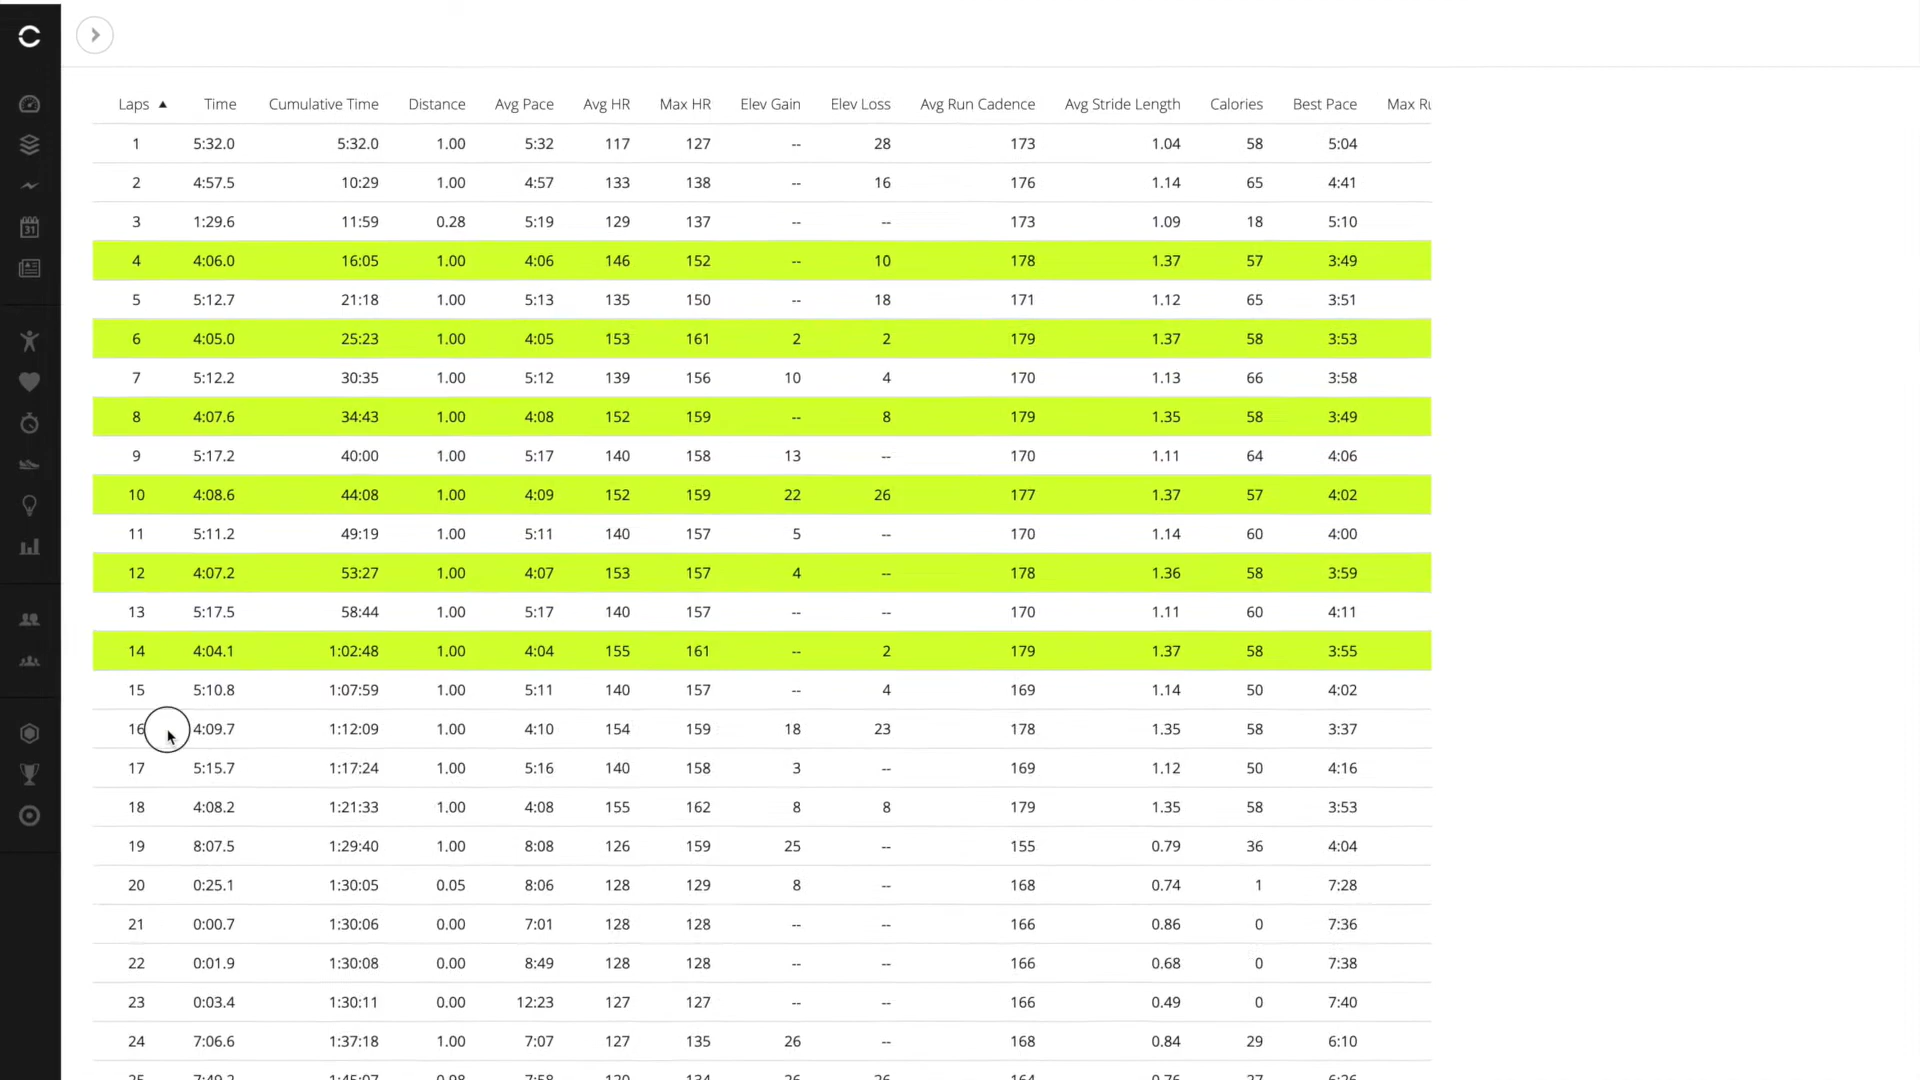 Laps ▲ Time Cumulative Time Distance Avg Pace Avg HR Max HR Elev Gain Elev Loss Avg Run Cadence Avg Stride Length Calories Best Pace Max Ru
1 5:32.0 5:32.0 1.00 5:32 117 127 -- 28 173 1.04 58 5:04
2 4:57.5 10:29 1.00 4:57 133 138 -- 16 176 1.14 65 4:41
3 1:29.6 11:59 0.28 5:19 129 137 -- -- 173 1.09 18 5:10
4 4:06.0 16:05 1.00 4:06 146 152 -- 10 178 1.37 57 3:49
5 5:12.7 21:18 1.00 5:13 135 150 -- 18 171 1.12 65 3:51
6 4:05.0 25:23 1.00 4:05 153 161 2 2 179 1.37 58 3:53
7 5:12.2 30:35 1.00 5:12 139 156 10 4 170 1.13 66 3:58
8 4:07.6 34:43 1.00 4:08 152 159 -- 8 179 1.35 58 3:49
9 5:17.2 40:00 1.00 5:17 140 158 13 -- 170 1.11 64 4:06
10 4:08.6 44:08 1.00 4:09 152 159 22 26 177 1.37 57 4:02
11 5:11.2 49:19 1.00 5:11 140 157 5 -- 170 1.14 60 4:00
12 4:07.2 53:27 1.00 4:07 153 157 4 -- 178 1.36 58 3:59
13 5:17.5 58:44 1.00 5:17 140 157 -- -- 170 1.11 60 4:11
14 4:04.1 1:02:48 1.00 4:04 155 161 -- 2 179 1.37 58 3:55
15 5:10.8 1:07:59 1.00 5:11 140 157 -- 4 169 1.14 50 4:02
16 4:09.7 1:12:09 1.00 4:10 154 159 18 23 178 1.35 58 3:37
17 5:15.7 1:17:24 1.00 5:16 140 158 3 -- 169 1.12 50 4:16
18 4:08.2 1:21:33 1.00 4:08 155 162 8 8 179 1.35 58 3:53
19 8:07.5 1:29:40 1.00 8:08 126 159 25 -- 155 0.79 36 4:04
20 0:25.1 1:30:05 0.05 8:06 128 129 8 -- 168 0.74 1 7:28
21 0:00.7 1:30:06 0.00 7:01 128 128 -- -- 166 0.86 0 7:36
22 0:01.9 1:30:08 0.00 8:49 128 128 -- -- 166 0.68 0 7:38
23 0:03.4 1:30:11 0.00 12:23 127 127 -- -- 166 0.49 0 7:40
24 7:06.6 1:37:18 1.00 7:07 127 135 26 -- 168 0.84 29 6:10